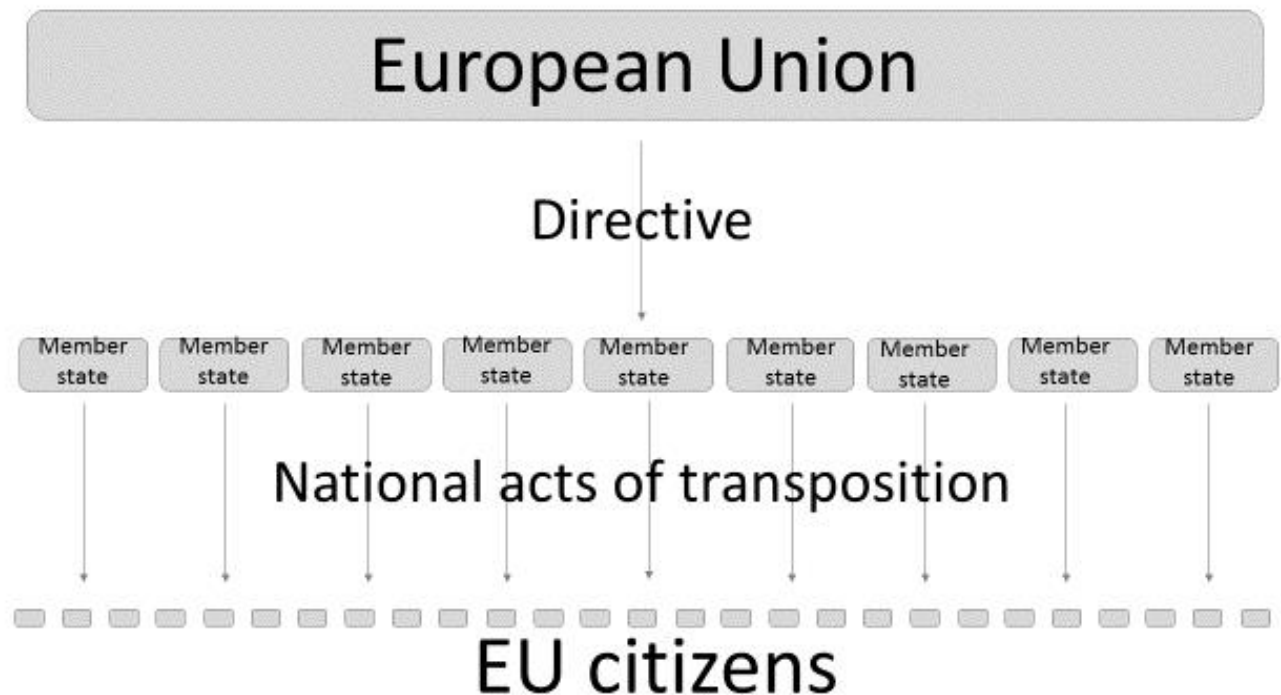 European Union
Directive
Member Member Member Member Member Member Member Member Member
state state state state state state state state state
National acts of transposition
EU citizens